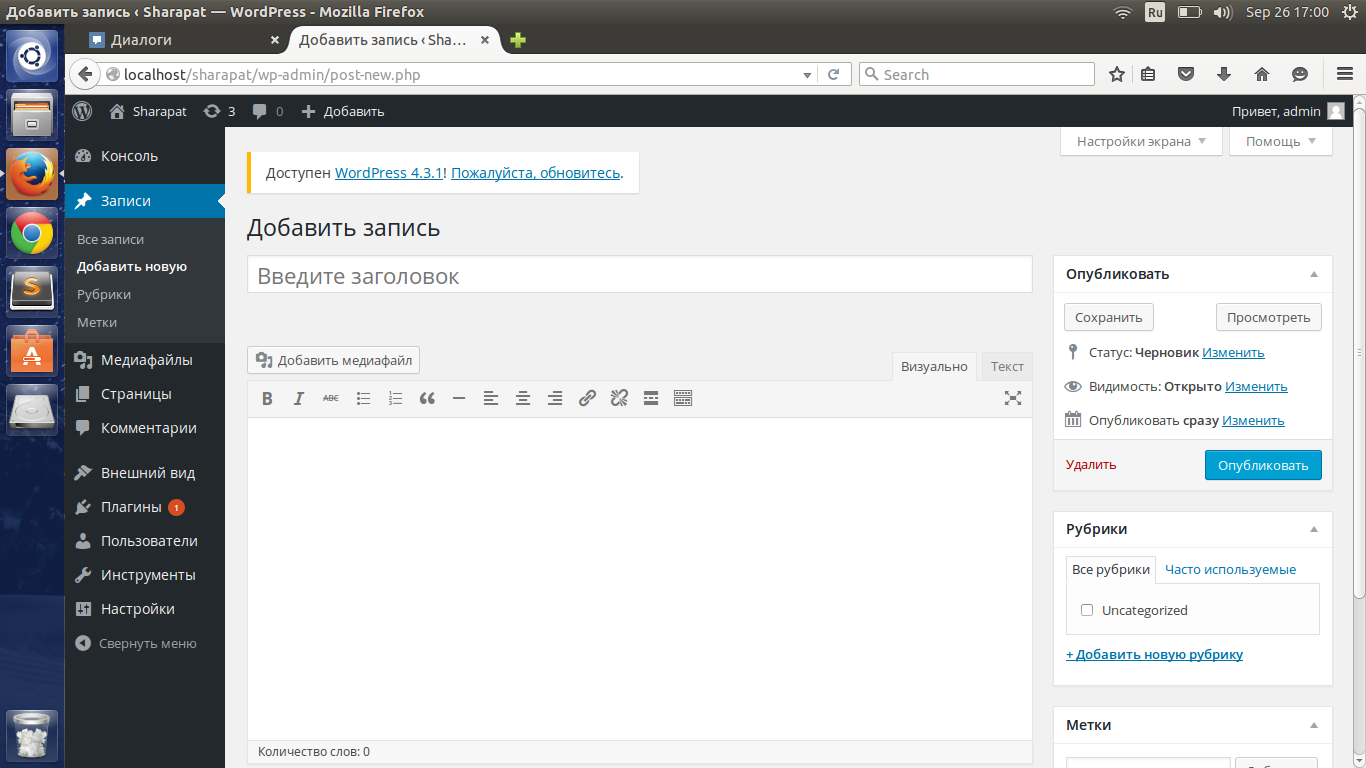 Добавить запись ‹ Sharapat — WordPress - Mozilla Firefox
Ru
Sep 26 17:00
Диалоги
Добавить запись ‹ Sha...
localhost/sharapat/wp-admin/post-new.php
Search
Sharapat
3
0
Добавить
Привет, admin
Консоль
Записи
Все записи
Добавить новую
Рубрики
Метки
Медиафайлы
Страницы
Комментарии
Внешний вид
Плагины 1
Пользователи
Инструменты
Настройки
Свернуть меню
Настройки экрана
Помощь
Доступен WordPress 4.3.1! Пожалуйста, обновитесь.
Добавить запись
Введите заголовок
Добавить медиафайл
Визуально
Текст
B I ABC
Количество слов: 0
Опубликовать
Сохранить
Просмотреть
Статус: Черновик Изменить
Видимость: Открыто Изменить
Опубликовать сразу Изменить
Удалить
Опубликовать
Рубрики
Все рубрики
Часто используемые
Uncategorized
+ Добавить новую рубрику
Метки